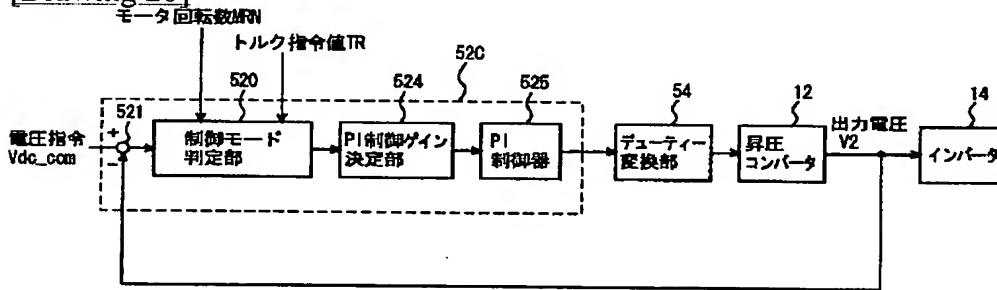 モータ回転数MRN
トルク指令値TR
52C
520
524
525
54
12
14
521
電圧指令
Vdc_com
+
−
制御モード
判定部
PI制御ゲイン
決定部
PI
制御器
デューティー
変換部
昇圧
コンバータ
出力電圧
V2
インバータ